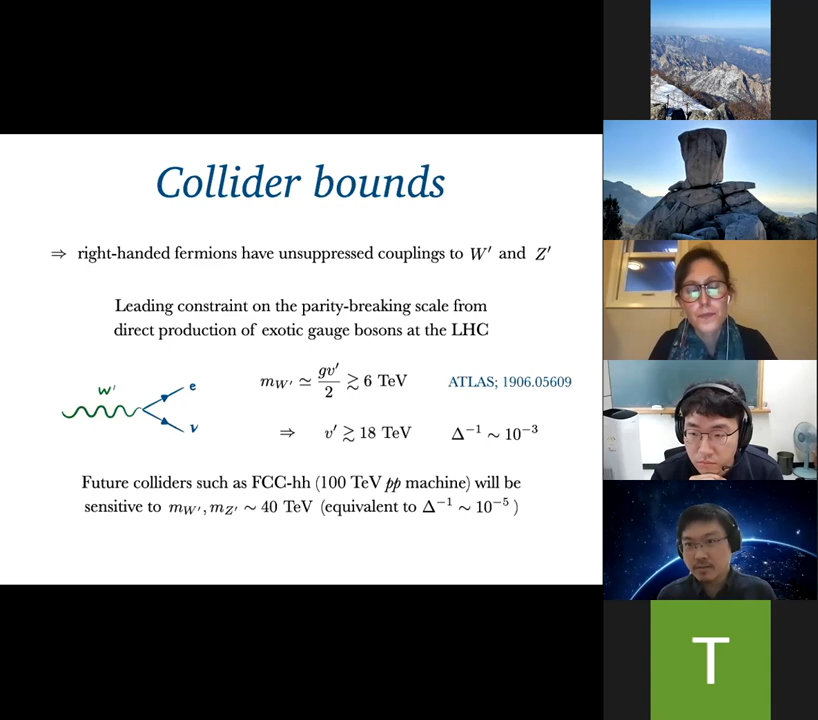 Collider bounds
⇒ right-handed fermions have unsuppressed couplings to W′ and Z′
Leading constraint on the parity-breaking scale from
direct production of exotic gauge bosons at the LHC
W'
e
ν
m_{W′} ≃ gv′/2 ≳ 6 TeV
ATLAS; 1906.05609
⇒ v′ ≳ 18 TeV Δ⁻¹ ∼ 10⁻³
Future colliders such as FCC-hh (100 TeV pp machine) will be
sensitive to m_{W′}, m_{Z′} ∼ 40 TeV (equivalent to Δ⁻¹ ∼ 10⁻⁵ )
T